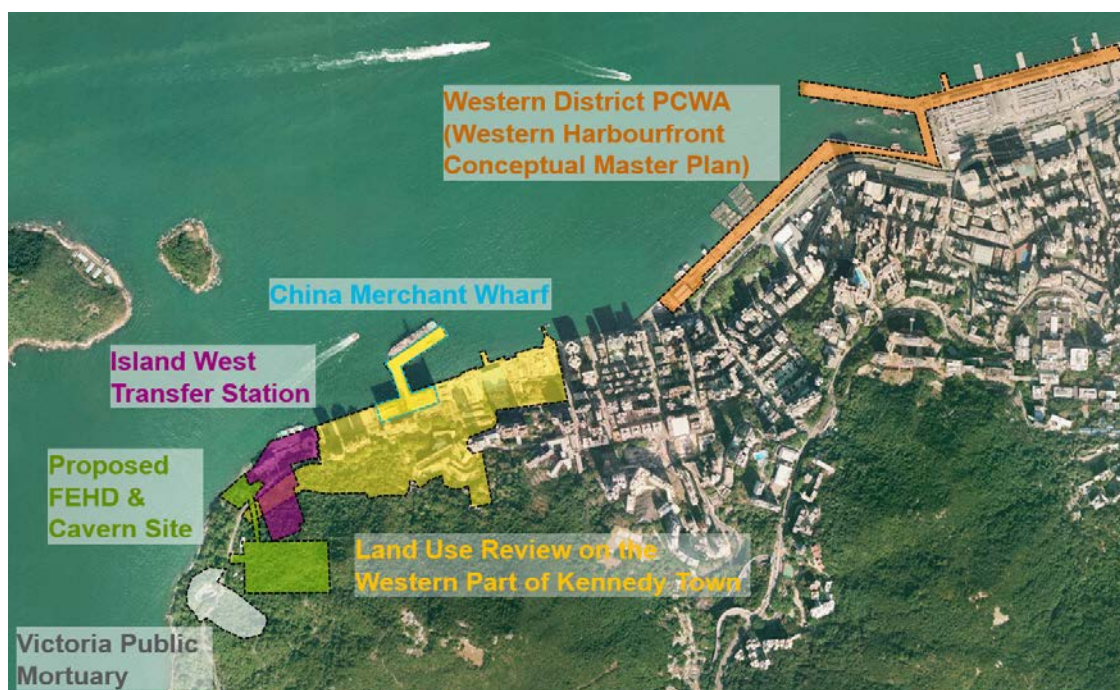 Western District PCWA
(Western Harbourfront
Conceptual Master Plan)
China Merchant Wharf
Island West
Transfer Station
Proposed
FEHD &
Cavern Site
Land Use Review on the
Western Part of Kennedy Town
Victoria Public
Mortuary